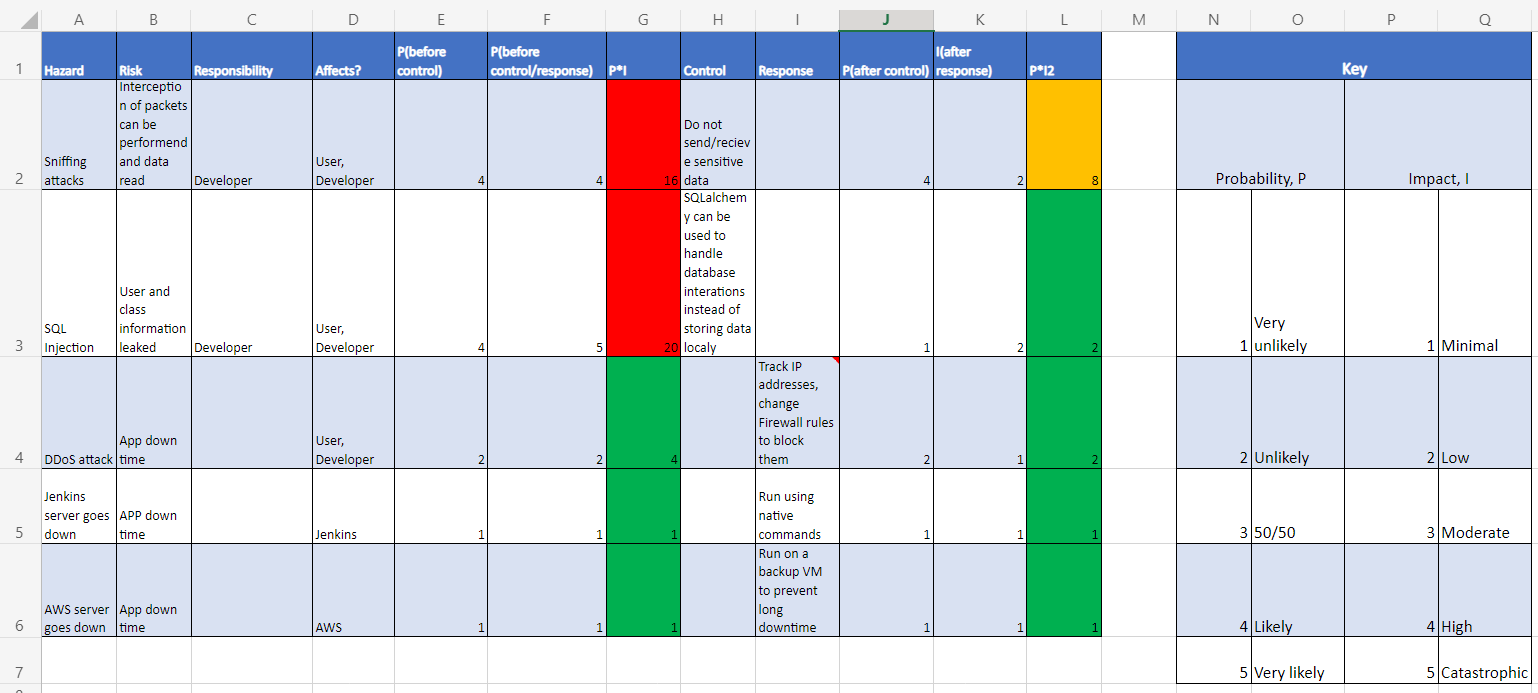 A B C D E F G H I J K L M N O P Q
1
Hazard
Risk
Responsibility
Affects?
P(before
control)
P(before
control/response)
P*I
Control
Response
P(after control)
I(after
response)
P*I2
Key
2
Sniffing
attacks
Interceptio
n of packets
can be
performend
and data
read
Developer
User,
Developer
4
4
16
Do not
send/reciev
e sensitive
data
4
2
8
Probability, P
Impact, I
3
SQL
Injection
User and
class
information
leaked
Developer
User,
Developer
4
5
20
SQLalchem
y can be
used to
handle
database
interations
instead of
storing data
localy
1
2
2
1
Very
unlikely
1 Minimal
4
DDoS attack
App down
time
User,
Developer
2
2
4
Track IP
addresses,
change
Firewall rules
to block
them
2
1
2
2 Unlikely
2 Low
5
Jenkins
server goes
down
APP down
time
Jenkins
1
1
1
Run using
native
commands
1
1
1
3 50/50
3 Moderate
6
AWS server
goes down
App down
time
AWS
1
1
1
Run on a
backup VM
to prevent
long
downtime
1
1
1
4 Likely
4 High
7
5 Very likely
5 Catastrophic